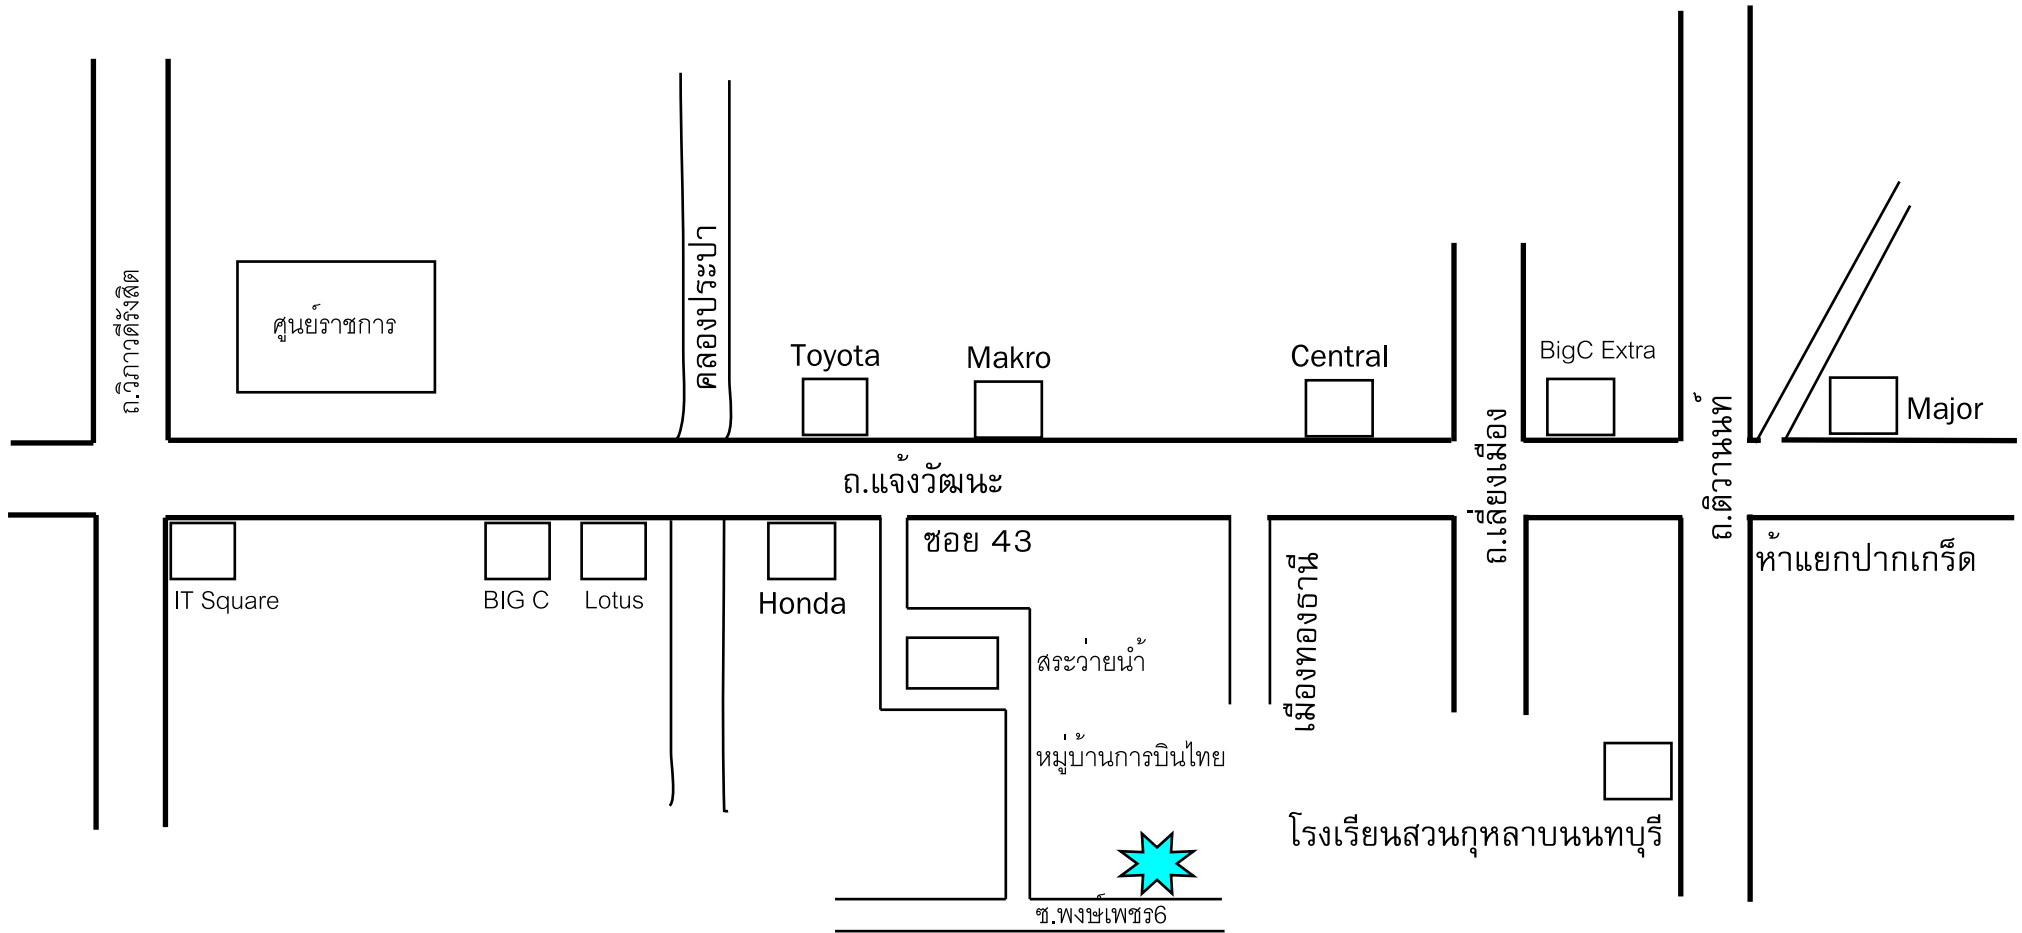 ถ.วิภาวดีรังสิต
ศูนย์ราชการ
คลองประปา
Toyota
Makro
Central
BigC Extra
Major
ถ.แจ้งวัฒนะ
ถ.เลี่ยงเมือง
ถ.ติวานนท์
ห้าแยกปากเกร็ด
IT Square
BIG C
Lotus
Honda
ซอย 43
สระว่ายน้ำ
หมู่บ้านการบินไทย
เมืองทองธานี
โรงเรียนสวนกุหลาบนนทบุรี
ซ.พงษ์เพชร6